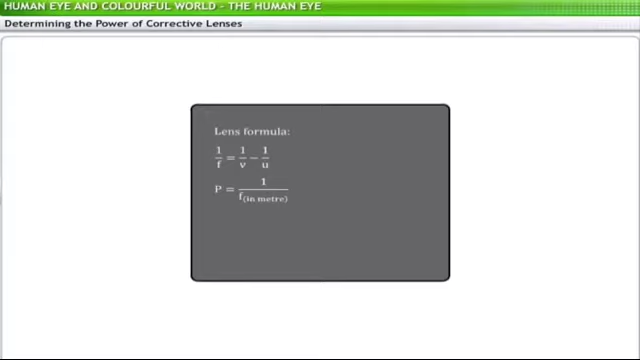 HUMAN EYE AND COLOURFUL WORLD – THE HUMAN EYE
Determining the Power of Corrective Lenses
Lens formula:
1/f = 1/v − 1/u
P = 1/f(in metre)